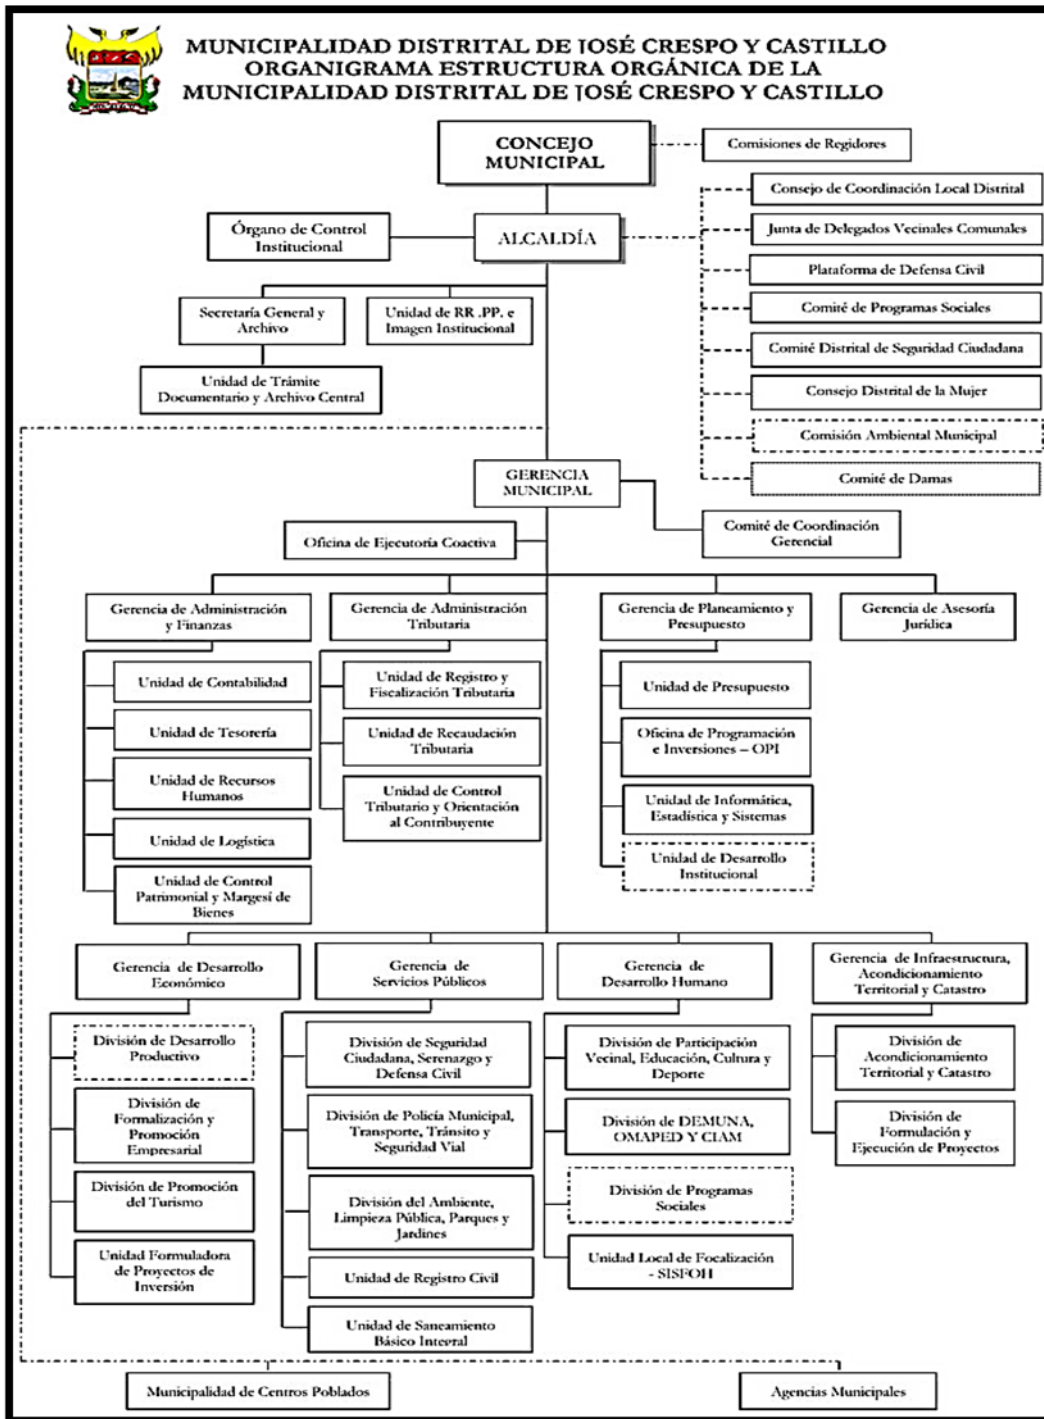 MUNICIPALIDAD DISTRITAL DE JOSÉ CRESPO Y CASTILLO
ORGANIGRAMA ESTRUCTURA ORGÁNICA DE LA
MUNICIPALIDAD DISTRITAL DE JOSÉ CRESPO Y CASTILLO
CONCEJO
MUNICIPAL
Comisiones de Regidores
Consejo de Coordinación Local Distrital
Órgano de Control
Institucional
ALCALDÍA
Junta de Delegados Vecinales Comunales
Plataforma de Defensa Civil
Secretaría General y
Archivo
Unidad de RR .PP. e
Imagen Institucional
Comité de Programas Sociales
Comité Distrital de Seguridad Ciudadana
Unidad de Trámite
Documentario y Archivo Central
Consejo Distrital de la Mujer
Comisión Ambiental Municipal
Comité de Damas
GERENCIA
MUNICIPAL
Comité de Coordinación
Gerencial
Oficina de Ejecutoría Coactiva
Gerencia de Administración
y Finanzas
Gerencia de Administración
Tributaria
Gerencia de Planeamiento y
Presupuesto
Gerencia de Asesoría
Jurídica
Unidad de Contabilidad
Unidad de Tesorería
Unidad de Recursos
Humanos
Unidad de Logística
Unidad de Control
Patrimonial y Margesí de
Bienes
Unidad de Registro y
Fiscalización Tributaria
Unidad de Recaudación
Tributaria
Unidad de Control
Tributario y Orientación
al Contribuyente
Unidad de Presupuesto
Oficina de Programación
e Inversiones – OPI
Unidad de Informática,
Estadística y Sistemas
Unidad de Desarrollo
Institucional
Gerencia de Desarrollo
Económico
Gerencia de
Servicios Públicos
Gerencia de
Desarrollo Humano
Gerencia de Infraestructura,
Acondicionamiento
Territorial y Catastro
División de Desarrollo
Productivo
División de
Formalización y
Promoción
Empresarial
División de Promoción
del Turismo
Unidad Formuladora
de Proyectos de
Inversión
División de Seguridad
Ciudadana, Serenazgo y
Defensa Civil
División de Policía Municipal,
Transporte, Tránsito y
Seguridad Vial
División del Ambiente,
Limpieza Pública, Parques y
Jardines
Unidad de Registro Civil
Unidad de Saneamiento
Básico Integral
División de Participación
Vecinal, Educación, Cultura y
Deporte
División de DEMUNA,
OMAPED Y CIAM
División de Programas
Sociales
Unidad Local de Focalización
- SISFOH
División de
Acondicionamiento
Territorial y Catastro
División de
Formulación y
Ejecución de Proyectos
Municipalidad de Centros Poblados
Agencias Municipales